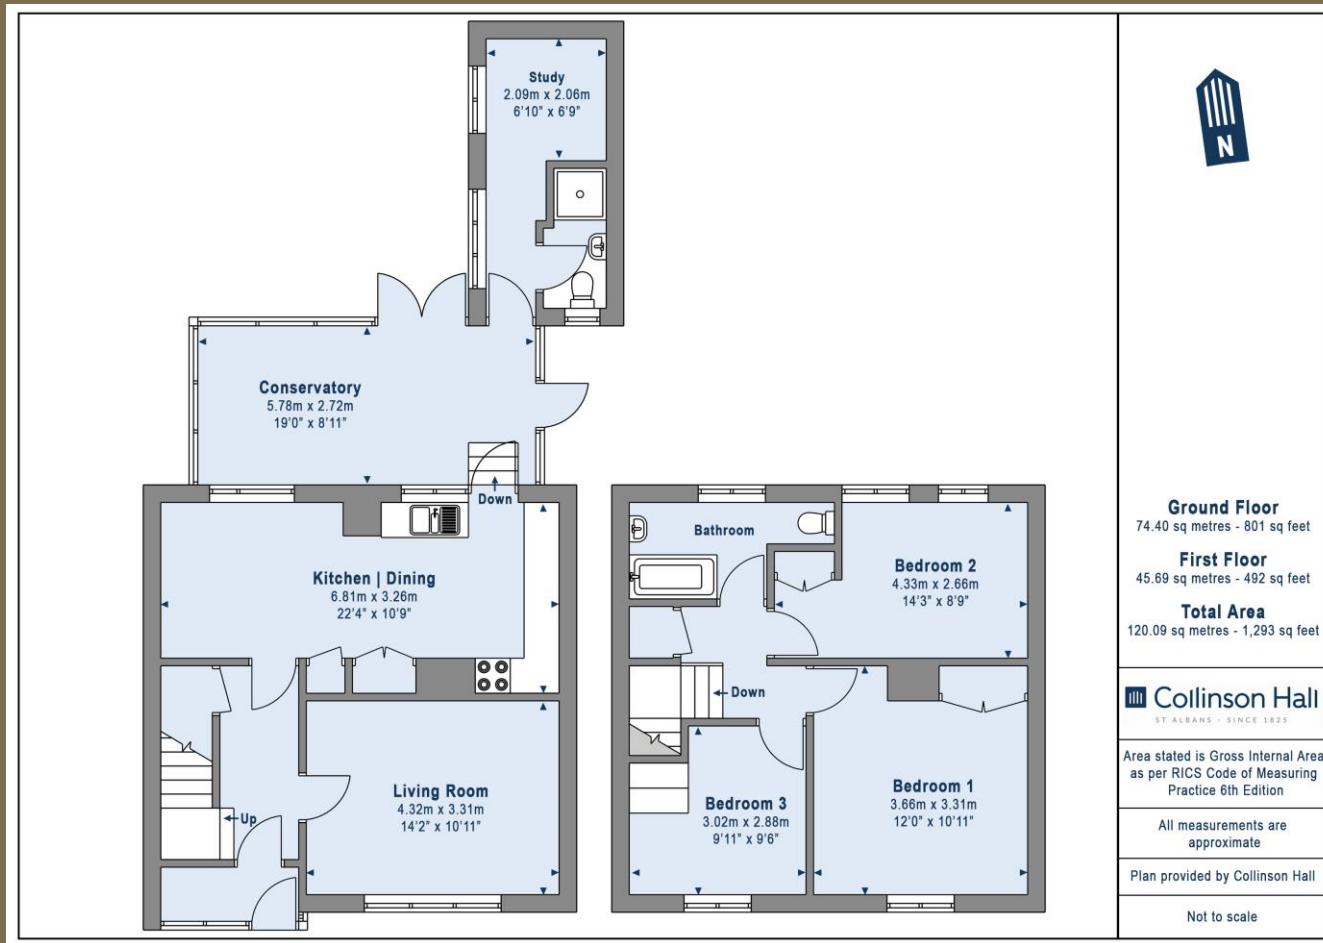 Study
2.09m x 2.06m
6'10" x 6'9"
Conservatory
5.78m x 2.72m
19'0" x 8'11"
Down
Kitchen | Dining
6.81m x 3.26m
22'4" x 10'9"
Living Room
4.32m x 3.31m
14'2" x 10'11"
Up
Bathroom
Bedroom 2
4.33m x 2.66m
14'3" x 8'9"
Down
Bedroom 3
3.02m x 2.88m
9'11" x 9'6"
Bedroom 1
3.66m x 3.31m
12'0" x 10'11"
N
Ground Floor
74.40 sq metres - 801 sq feet
First Floor
45.69 sq metres - 492 sq feet
Total Area
120.09 sq metres - 1,293 sq feet
Collinson Hall
ST ALBANS - SINCE 1825
Area stated is Gross Internal Area
as per RICS Code of Measuring
Practice 6th Edition
All measurements are
approximate
Plan provided by Collinson Hall
Not to scale